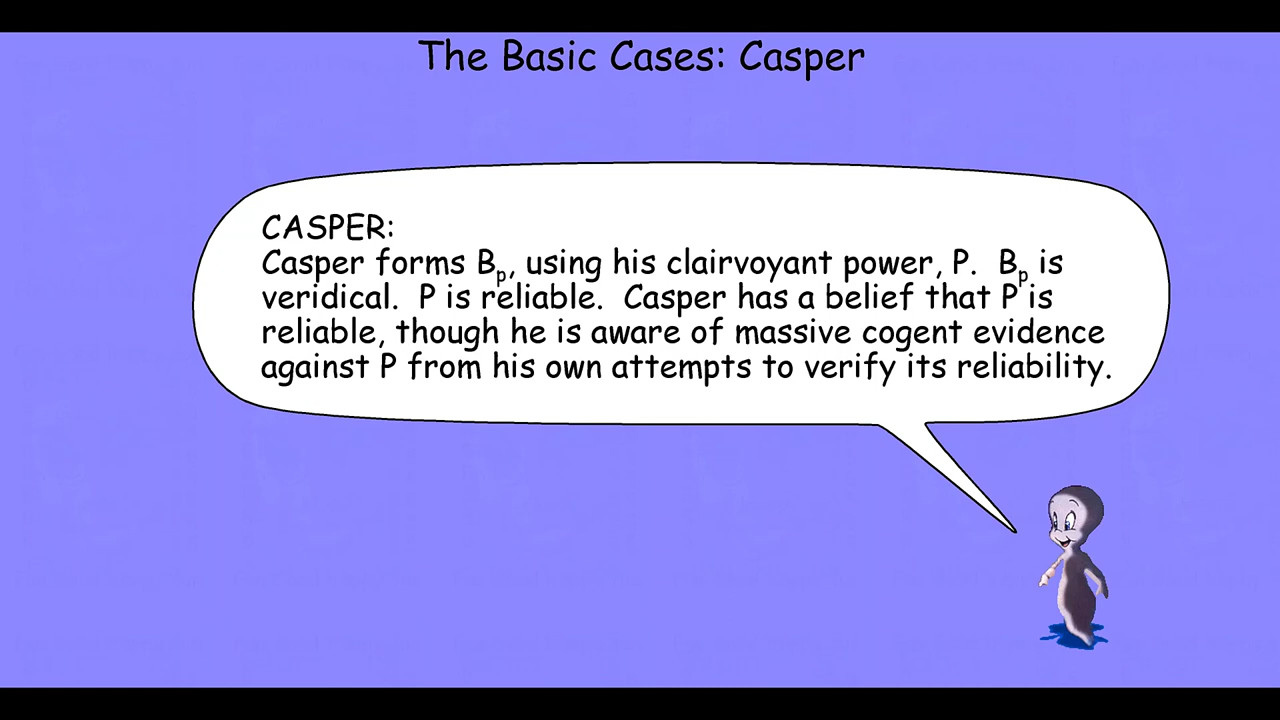 The Basic Cases: Casper
CASPER:
Casper forms Bp, using his clairvoyant power, P. Bp is
veridical. P is reliable. Casper has a belief that P is
reliable, though he is aware of massive cogent evidence
against P from his own attempts to verify its reliability.